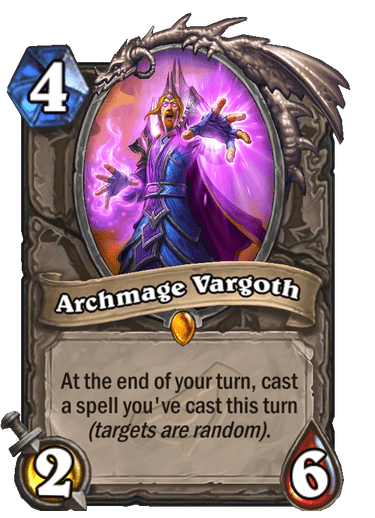 4
Archmage Vargoth
At the end of your turn, cast
a spell you've cast this turn
(targets are random).
2
6